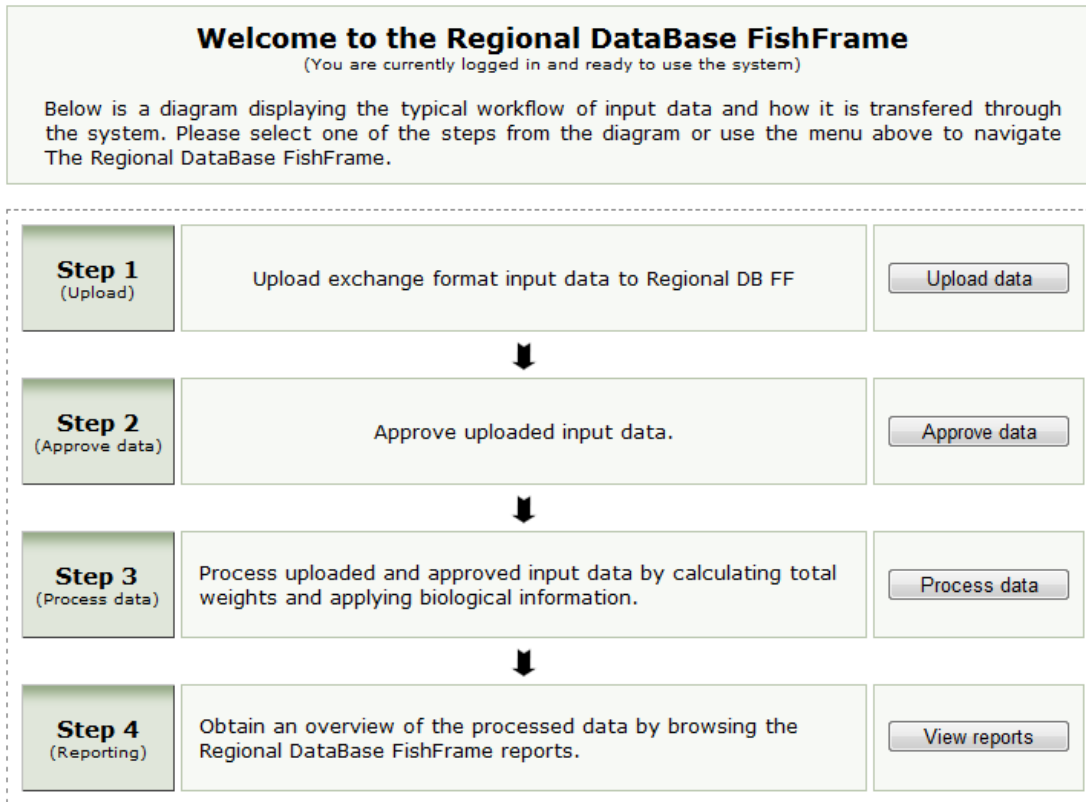 Welcome to the Regional DataBase FishFrame
(You are currently logged in and ready to use the system)
Below is a diagram displaying the typical workflow of input data and how it is transfered through
the system. Please select one of the steps from the diagram or use the menu above to navigate
The Regional DataBase FishFrame.
Step 1
(Upload)
Upload exchange format input data to Regional DB FF
Upload data
Step 2
(Approve data)
Approve uploaded input data.
Approve data
Step 3
(Process data)
Process uploaded and approved input data by calculating total
weights and applying biological information.
Process data
Step 4
(Reporting)
Obtain an overview of the processed data by browsing the
Regional DataBase FishFrame reports.
View reports